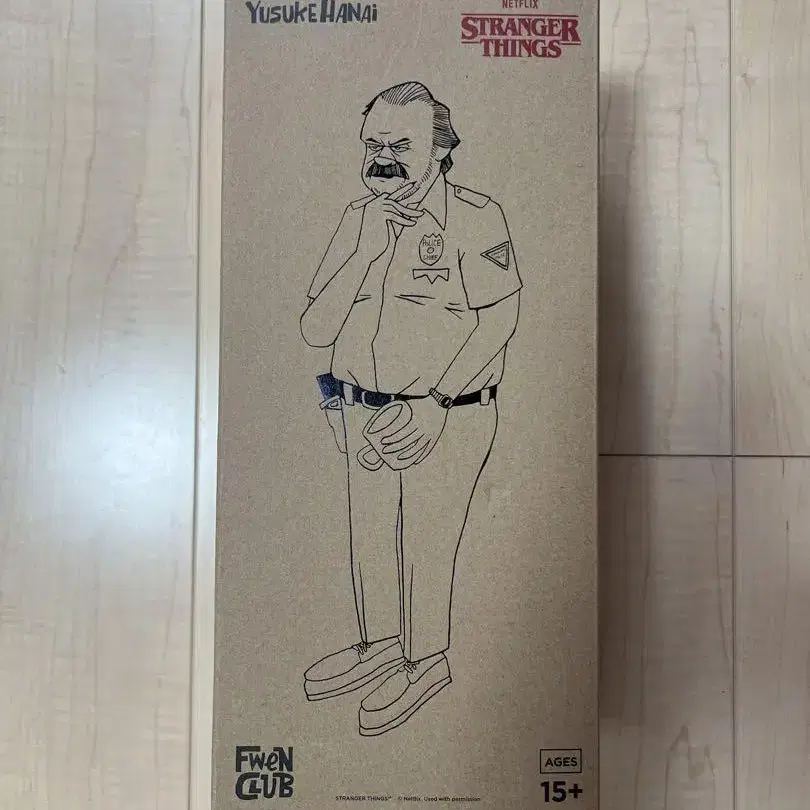 YUSUKE HANAi
NETFLIX
STRANGER
THINGS
POLICE
CHIEF
FWeN
CLUB
STRANGER THINGS™ © Netflix. Used with permission
AGES
15+